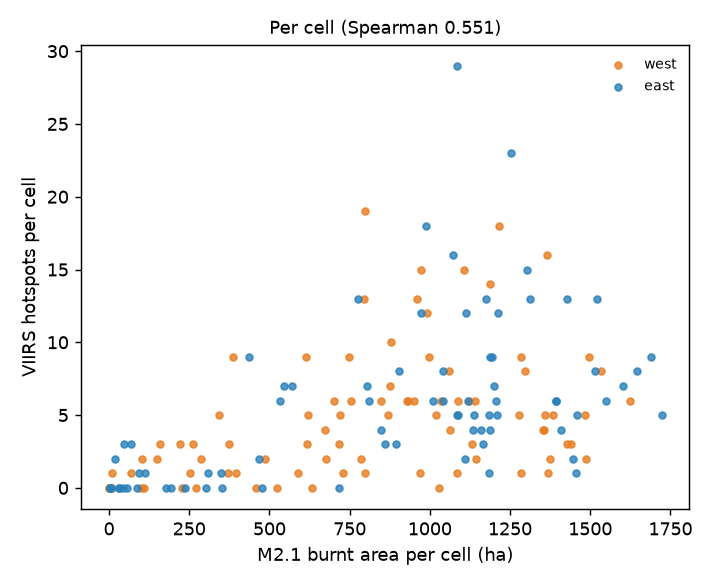 Per cell (Spearman 0.551)
west
east
VIIRS hotspots per cell
30
25
20
15
10
5
0
0 250 500 750 1000 1250 1500 1750
M2.1 burnt area per cell (ha)